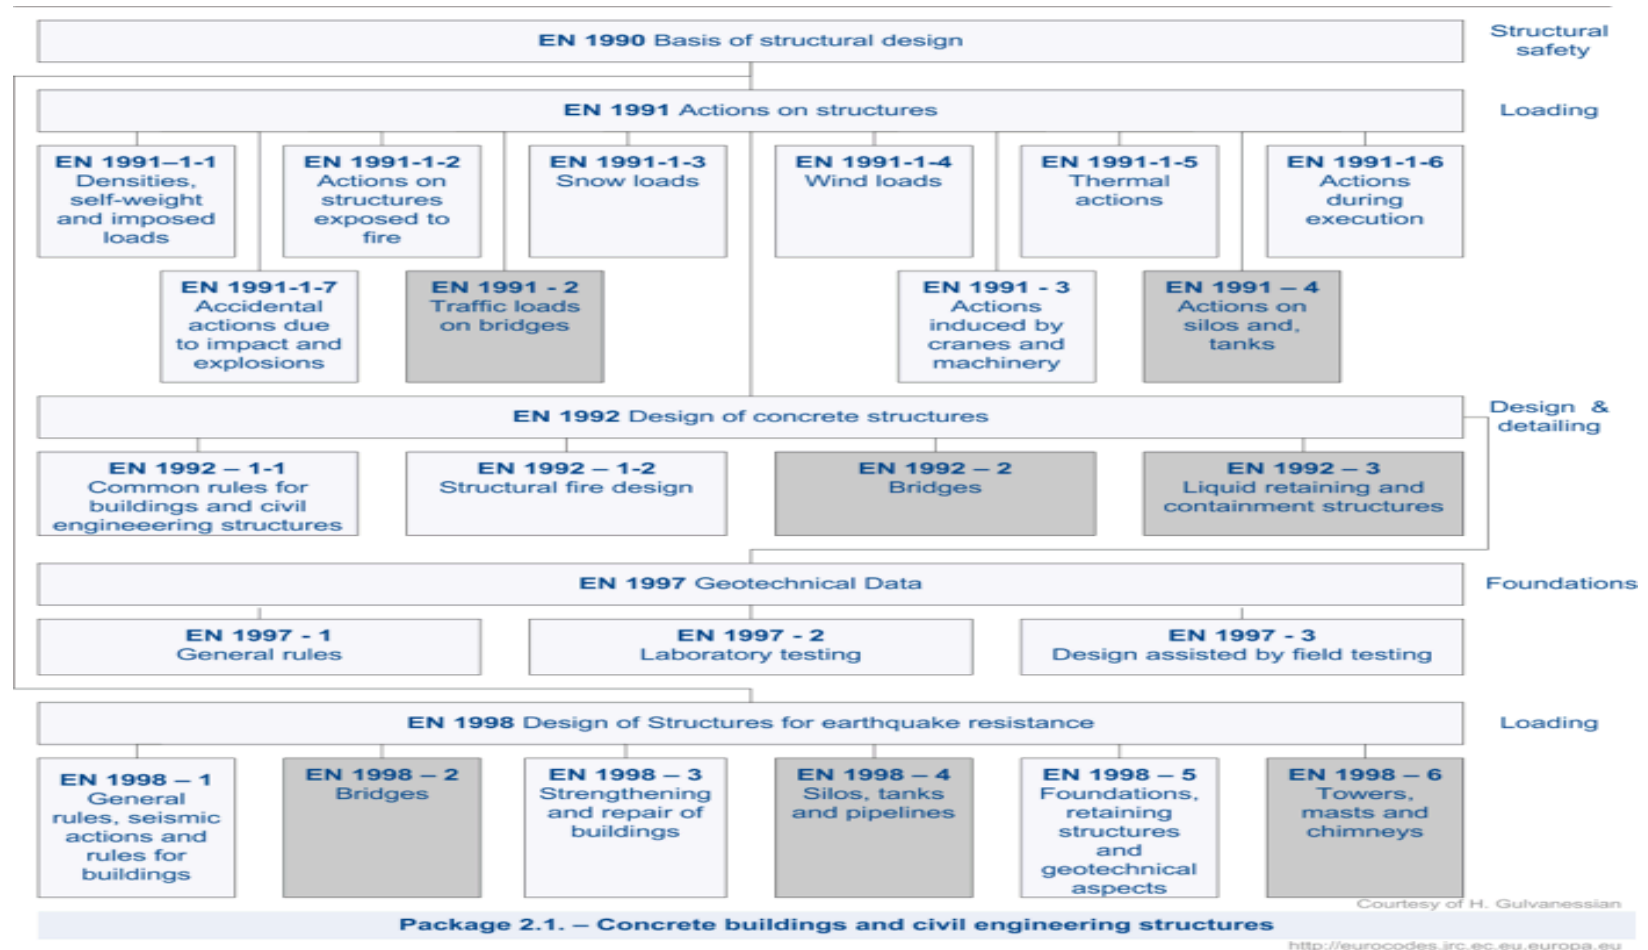 EN 1990 Basis of structural design
Structural
safety
EN 1991 Actions on structures
Loading
EN 1991–1-1
Densities,
self-weight
and imposed
loads
EN 1991-1-2
Actions on
structures
exposed to
fire
EN 1991-1-3
Snow loads
EN 1991-1-4
Wind loads
EN 1991-1-5
Thermal
actions
EN 1991-1-6
Actions
during
execution
EN 1991-1-7
Accidental
actions due
to impact and
explosions
EN 1991 - 2
Traffic loads
on bridges
EN 1991 - 3
Actions
induced by
cranes and
machinery
EN 1991 – 4
Actions on
silos and,
tanks
EN 1992 Design of concrete structures
Design &
detailing
EN 1992 – 1-1
Common rules for
buildings and civil
engineeering structures
EN 1992 – 1-2
Structural fire design
EN 1992 – 2
Bridges
EN 1992 – 3
Liquid retaining and
containment structures
EN 1997 Geotechnical Data
Foundations
EN 1997 - 1
General rules
EN 1997 - 2
Laboratory testing
EN 1997 - 3
Design assisted by field testing
EN 1998 Design of Structures for earthquake resistance
Loading
EN 1998 – 1
General
rules, seismic
actions and
rules for
buildings
EN 1998 – 2
Bridges
EN 1998 – 3
Strengthening
and repair of
buildings
EN 1998 – 4
Silos, tanks
and pipelines
EN 1998 – 5
Foundations,
retaining
structures
and
geotechnical
aspects
EN 1998 – 6
Towers,
masts and
chimneys
Courtesy of H. Gulvanessian
Package 2.1. – Concrete buildings and civil engineering structures
http://eurocodes.jrc.ec.eu.europa.eu